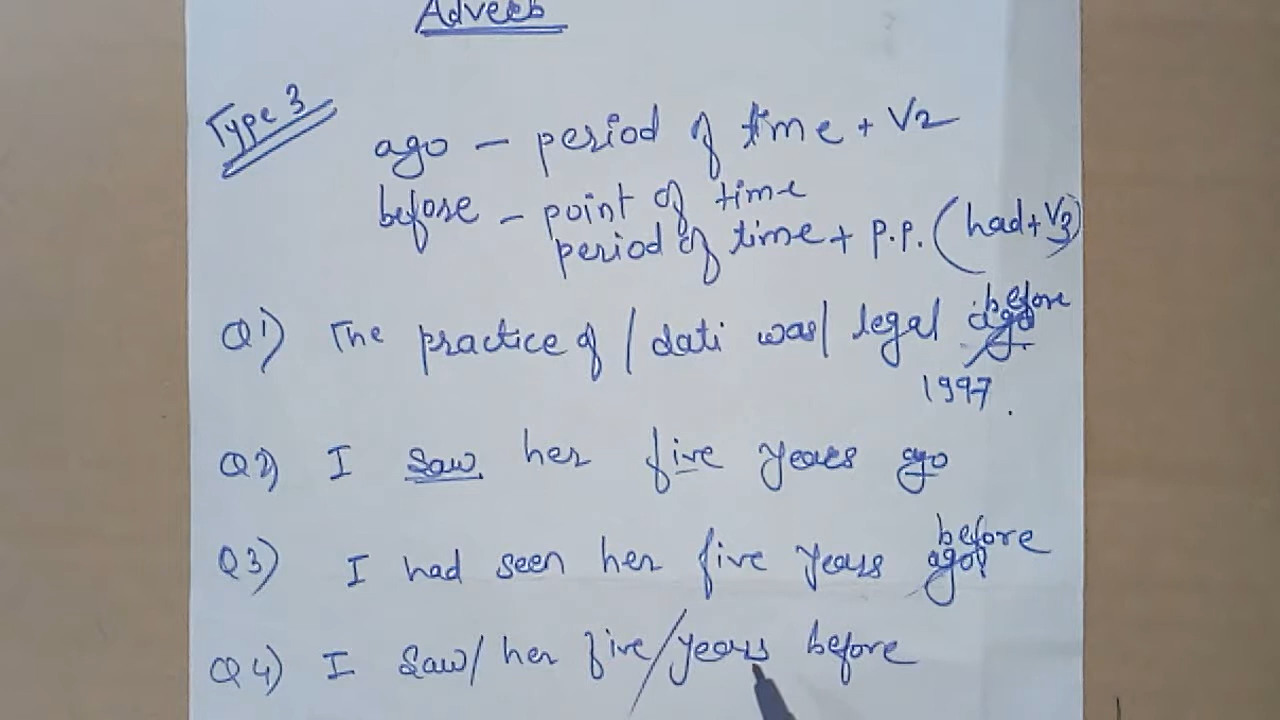 Adverb
Type 3
ago - period of time + V2
before - point of time
period of time + p.p. (had+V3)
before
Q1) The practice of / dati was/ legal ago
1997.
Q2) I saw her five years ago
before
Q3) I had seen her five years ago
Q4) I saw/ her five/years before